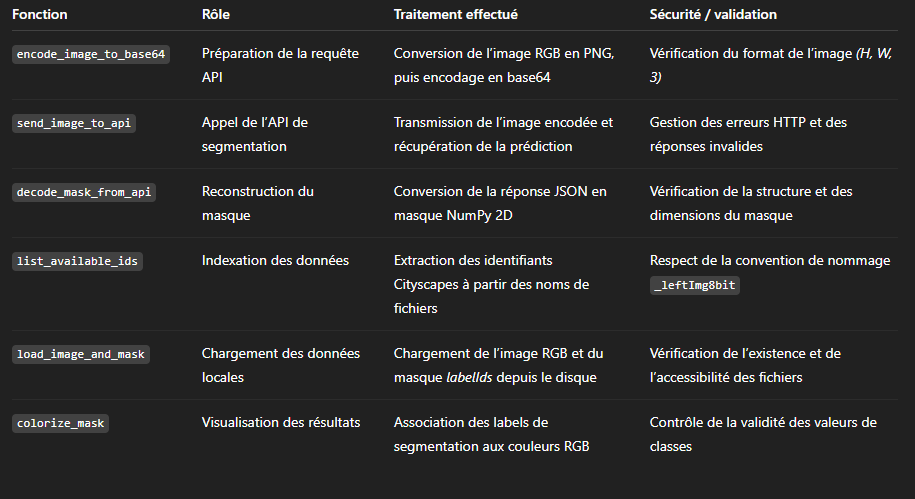 Fonction Rôle Traitement effectué Sécurité / validation
encode_image_to_base64 Préparation de la requête Conversion de l'image RGB en PNG, Vérification du format de l'image (H, W,
API puis encodage en base64 3)
send_image_to_api Appel de l'API de Transmission de l'image encodée et Gestion des erreurs HTTP et des
segmentation récupération de la prédiction réponses invalides
decode_mask_from_api Reconstruction du Conversion de la réponse JSON en Vérification de la structure et des
masque masque NumPy 2D dimensions du masque
list_available_ids Indexation des données Extraction des identifiants Respect de la convention de nommage
Cityscapes à partir des noms de _leftImg8bit
fichiers
load_image_and_mask Chargement des données Chargement de l'image RGB et du Vérification de l'existence et de
locales masque labelIds depuis le disque l'accessibilité des fichiers
colorize_mask Visualisation des résultats Association des labels de Contrôle de la validité des valeurs de
segmentation aux couleurs RGB classes